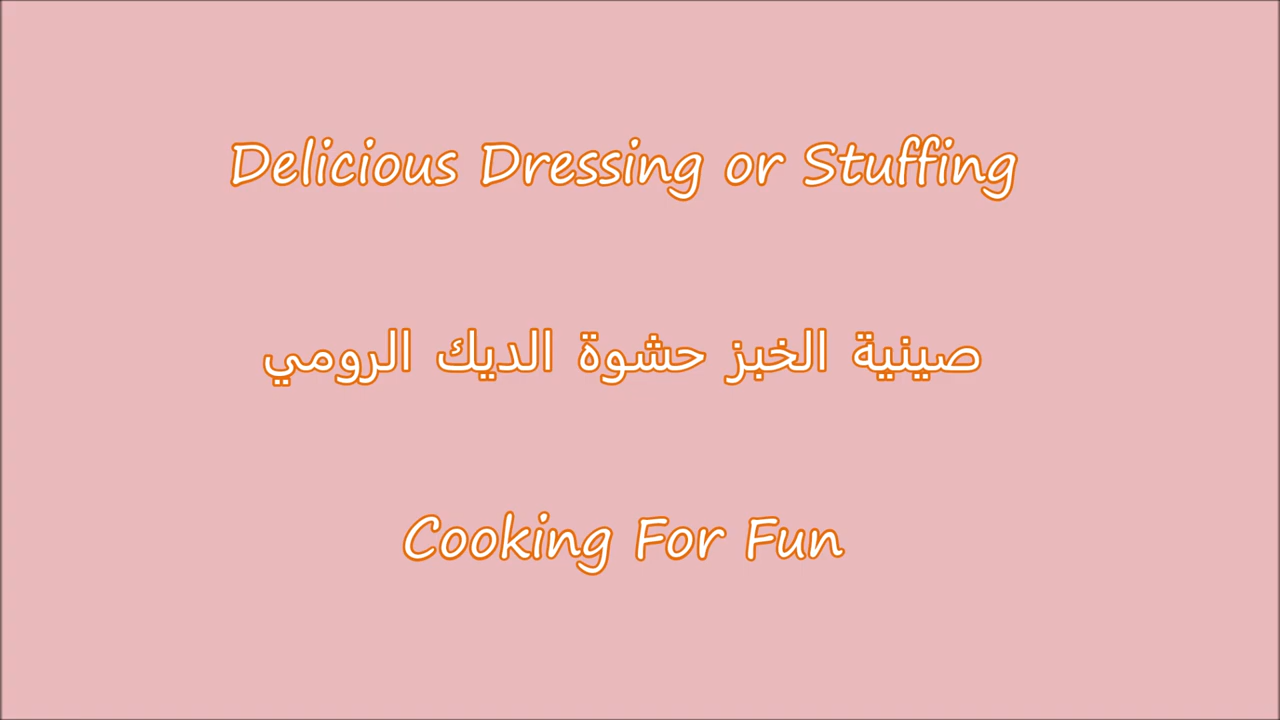 Delicious Dressing or Stuffing
صينية الخبز حشوة الديك الرومي
Cooking For Fun